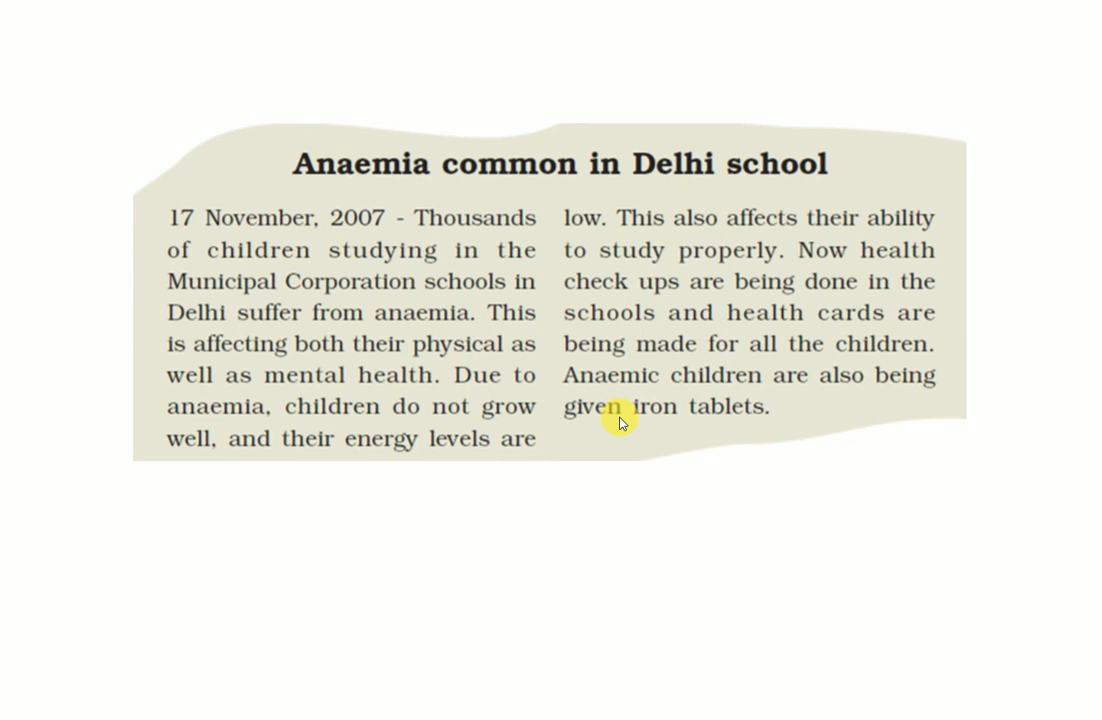 Anaemia common in Delhi school
17 November, 2007 - Thousands
of children studying in the
Municipal Corporation schools in
Delhi suffer from anaemia. This
is affecting both their physical as
well as mental health. Due to
anaemia, children do not grow
well, and their energy levels are
low. This also affects their ability
to study properly. Now health
check ups are being done in the
schools and health cards are
being made for all the children.
Anaemic children are also being
given iron tablets.